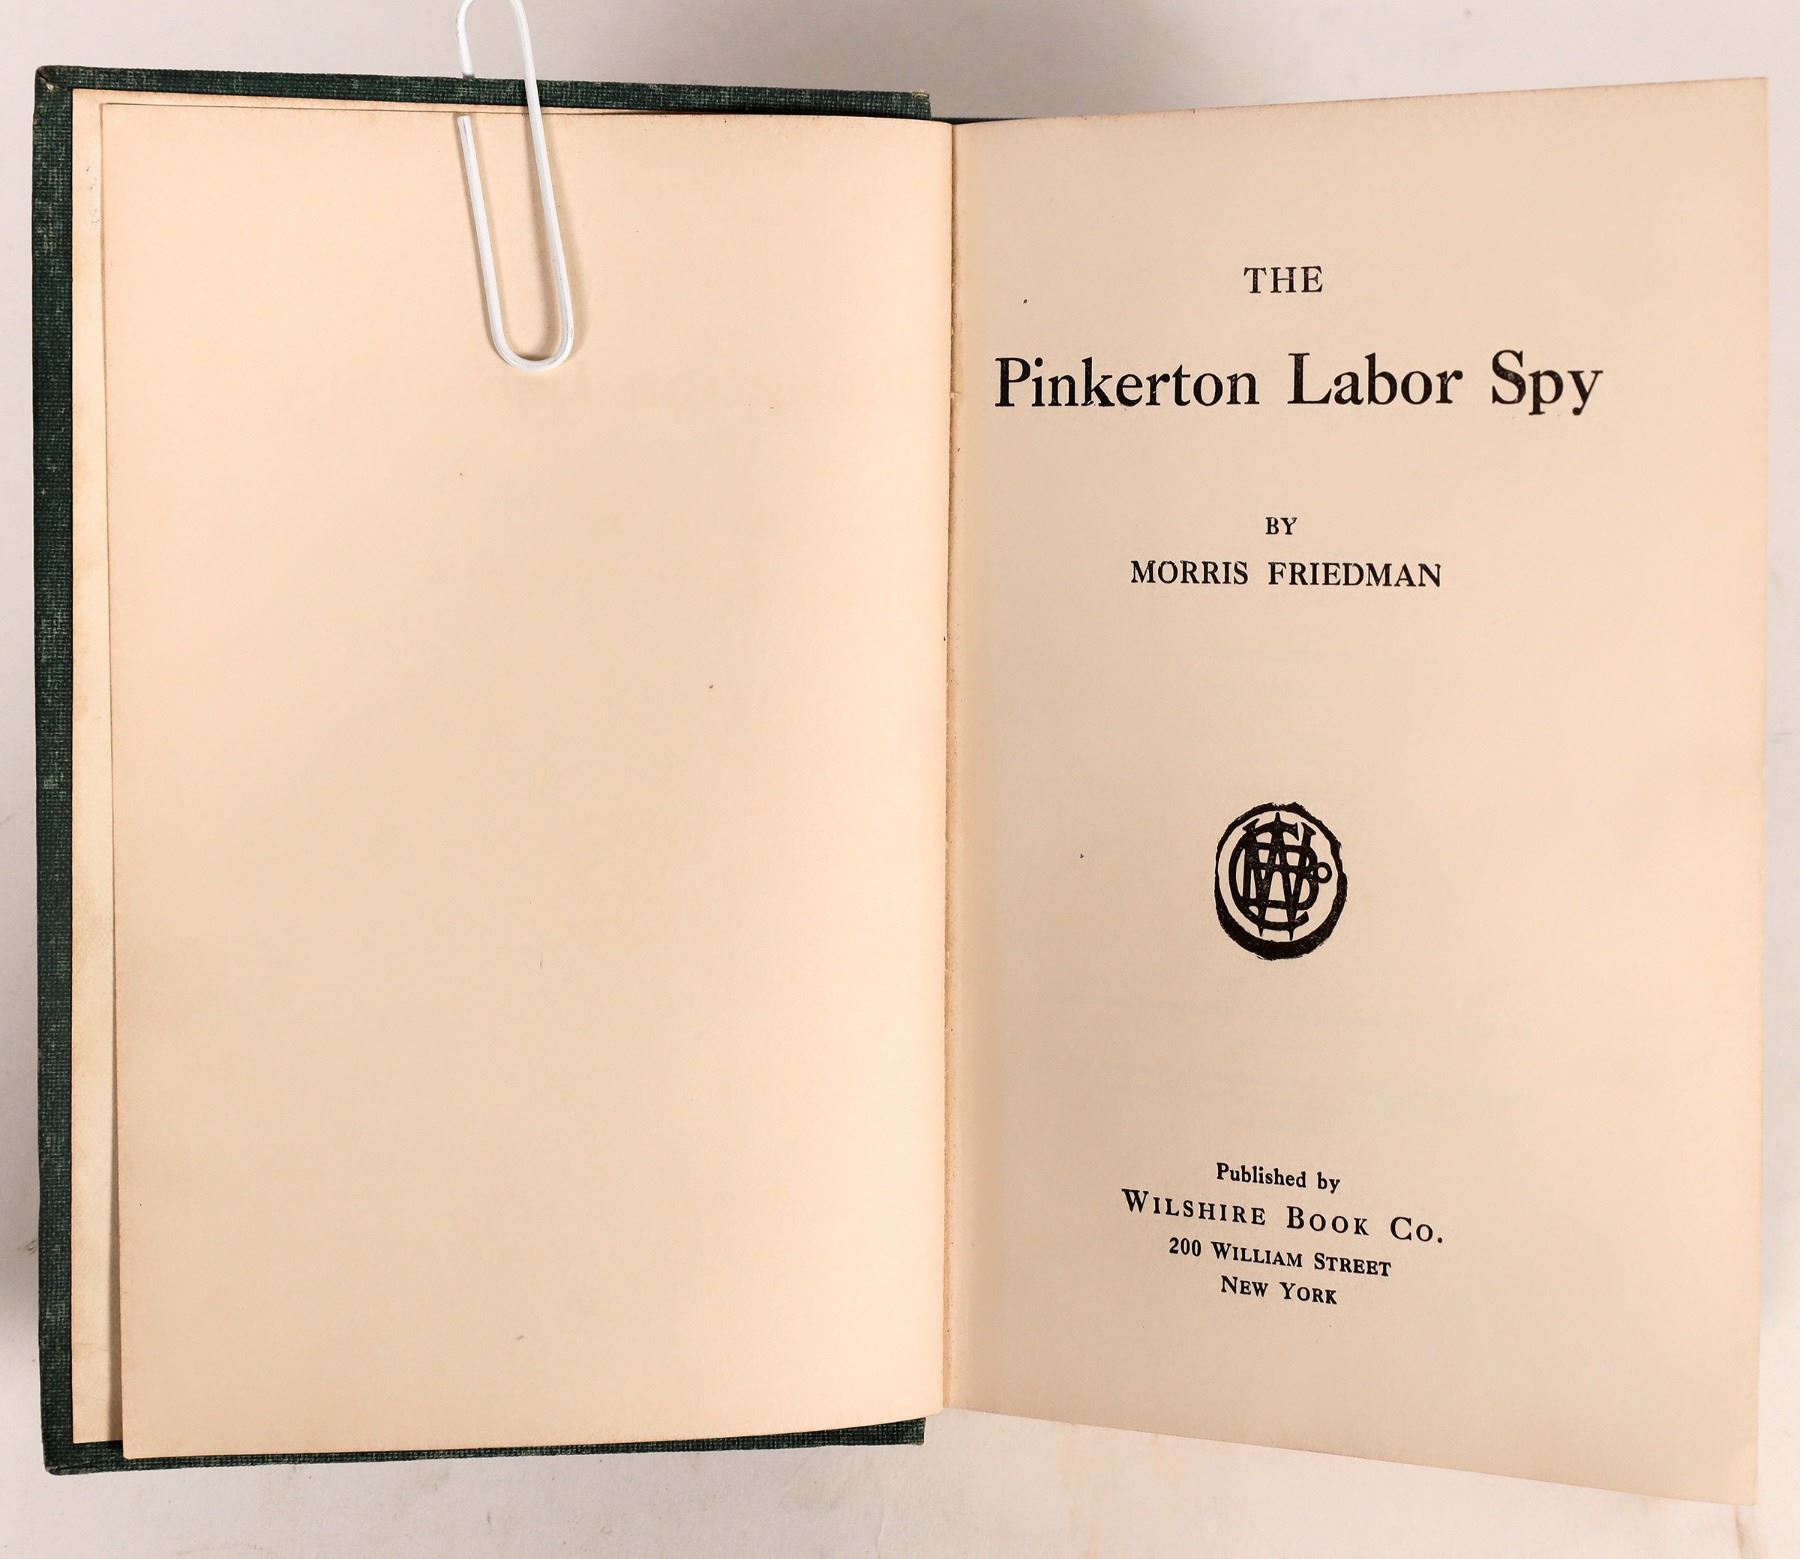 THE
Pinkerton Labor Spy
BY
MORRIS FRIEDMAN
Published by
WILSHIRE BOOK CO.
200 WILLIAM STREET
NEW YORK